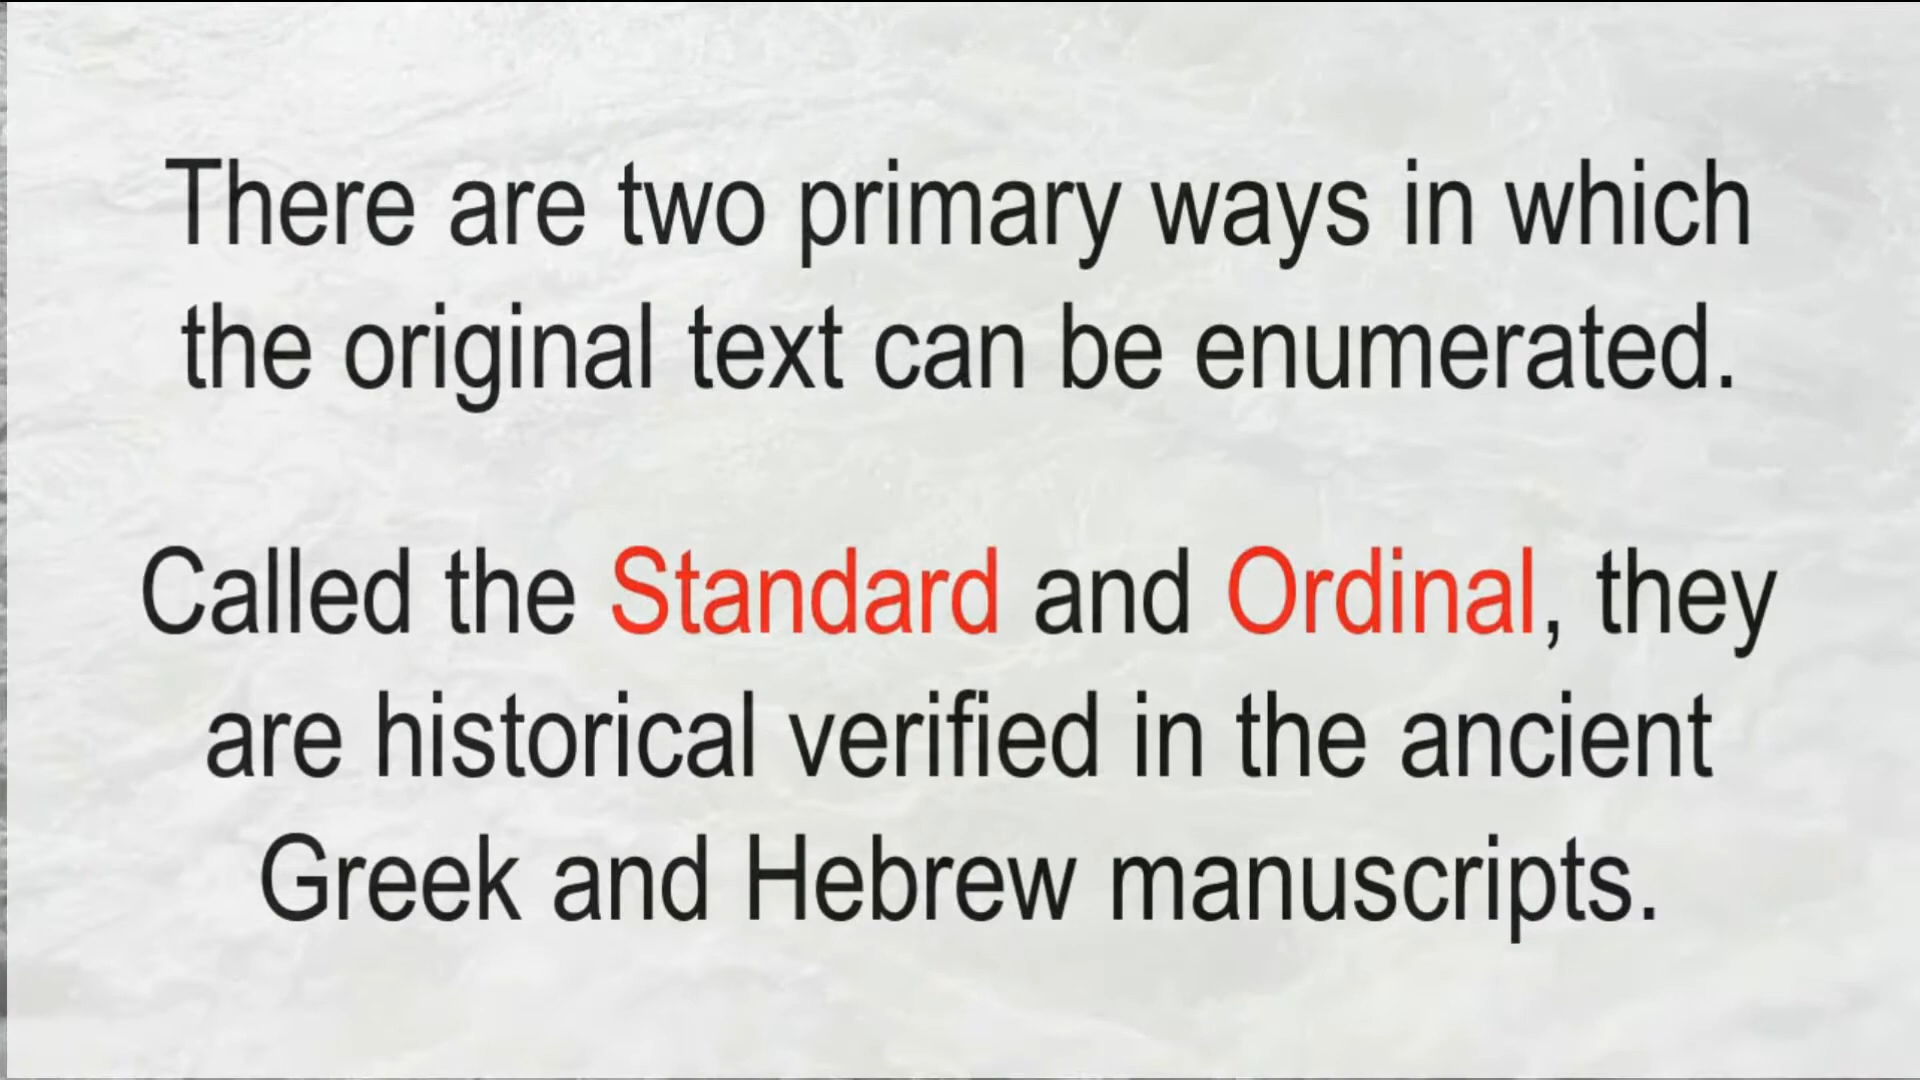 There are two primary ways in which
the original text can be enumerated.
Called the Standard and Ordinal, they
are historical verified in the ancient
Greek and Hebrew manuscripts.